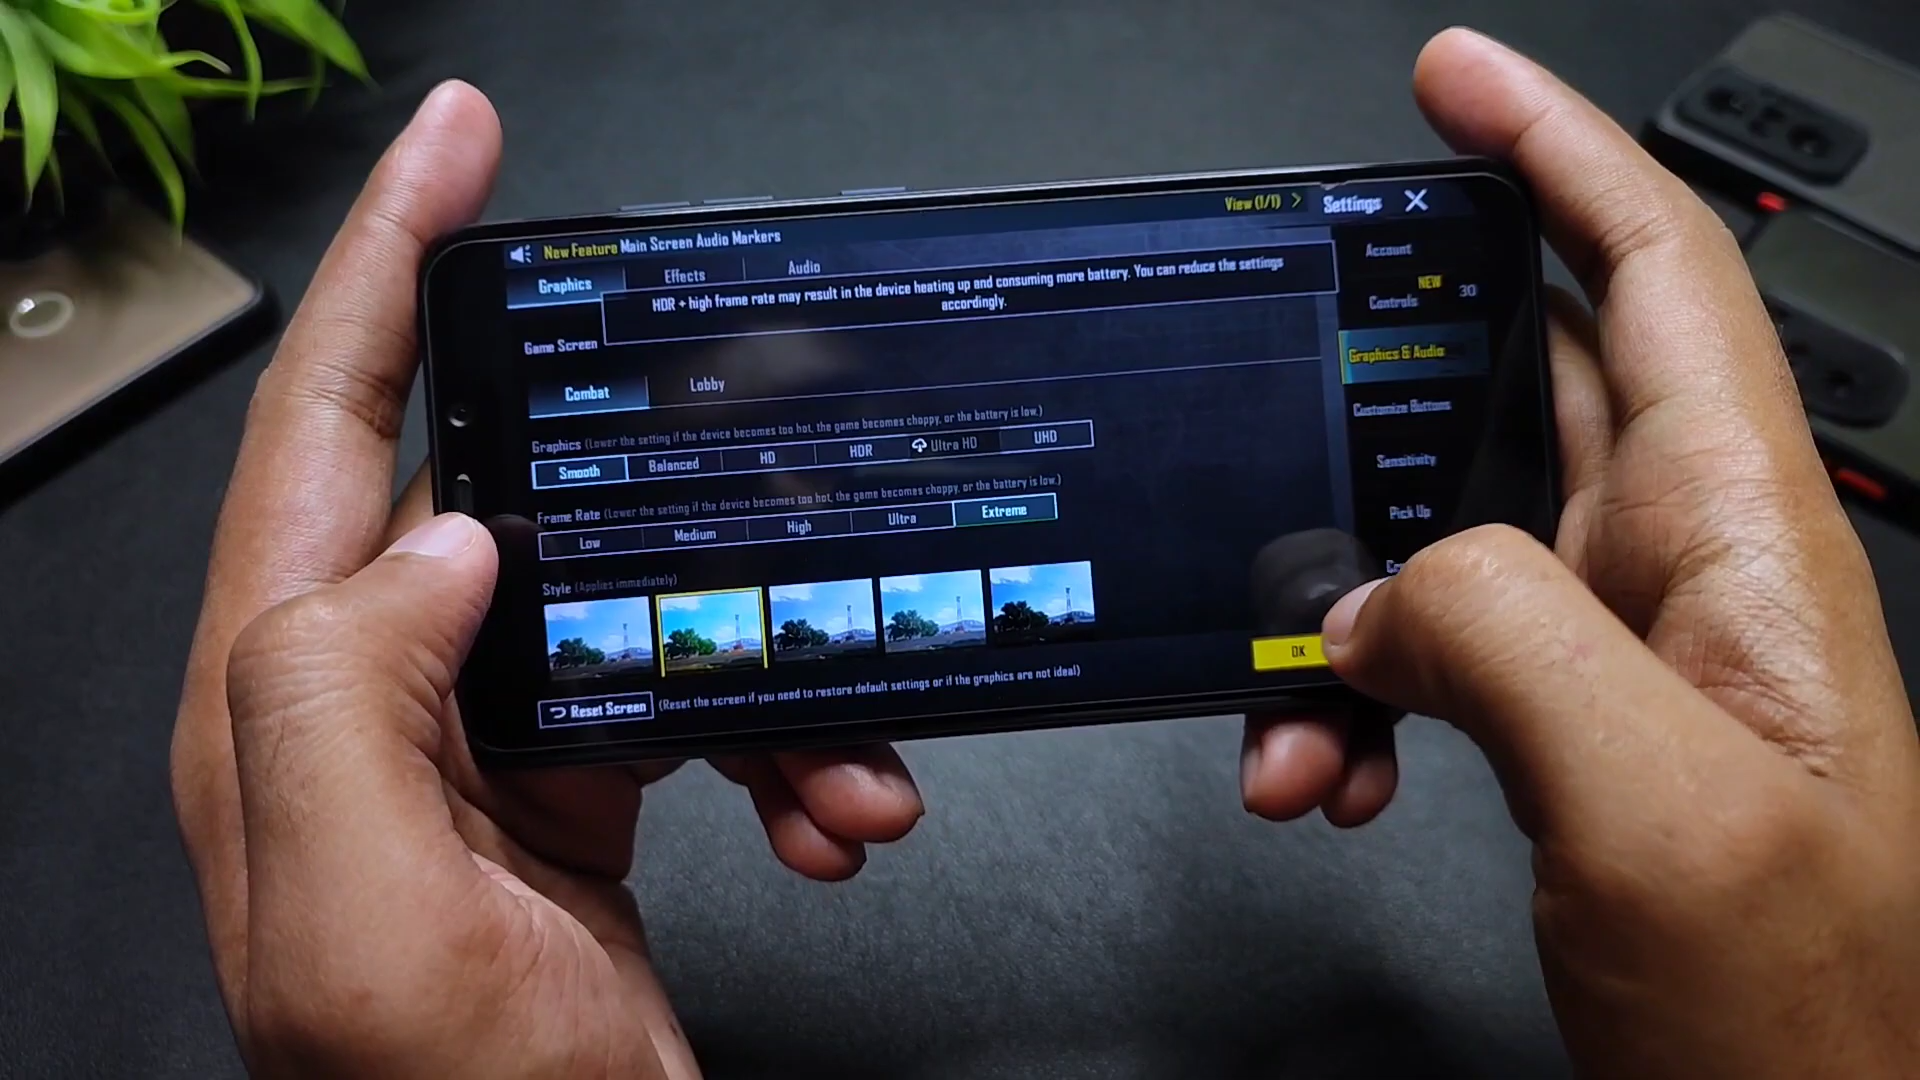 New Feature Main Screen Audio Markers
View (1/1)
Settings
Graphics
Effects
Audio
HDR + high frame rate may result in the device heating up and consuming more battery. You can reduce the settings
accordingly.
Game Screen
Combat
Lobby
Graphics (Lower the setting if the device becomes too hot, the game becomes choppy, or the battery is low.)
Smooth
Balanced
HD
HDR
Ultra HD
UHD
Frame Rate (Lower the setting if the device becomes too hot, the game becomes choppy, or the battery is low.)
Low
Medium
High
Ultra
Extreme
Style (Applies immediately)
Reset Screen
(Reset the screen if you need to restore default settings or if the graphics are not ideal)
OK
Account
NEW
Controls
30
Graphics & Audio
Customize Buttons
Sensitivity
Pick Up